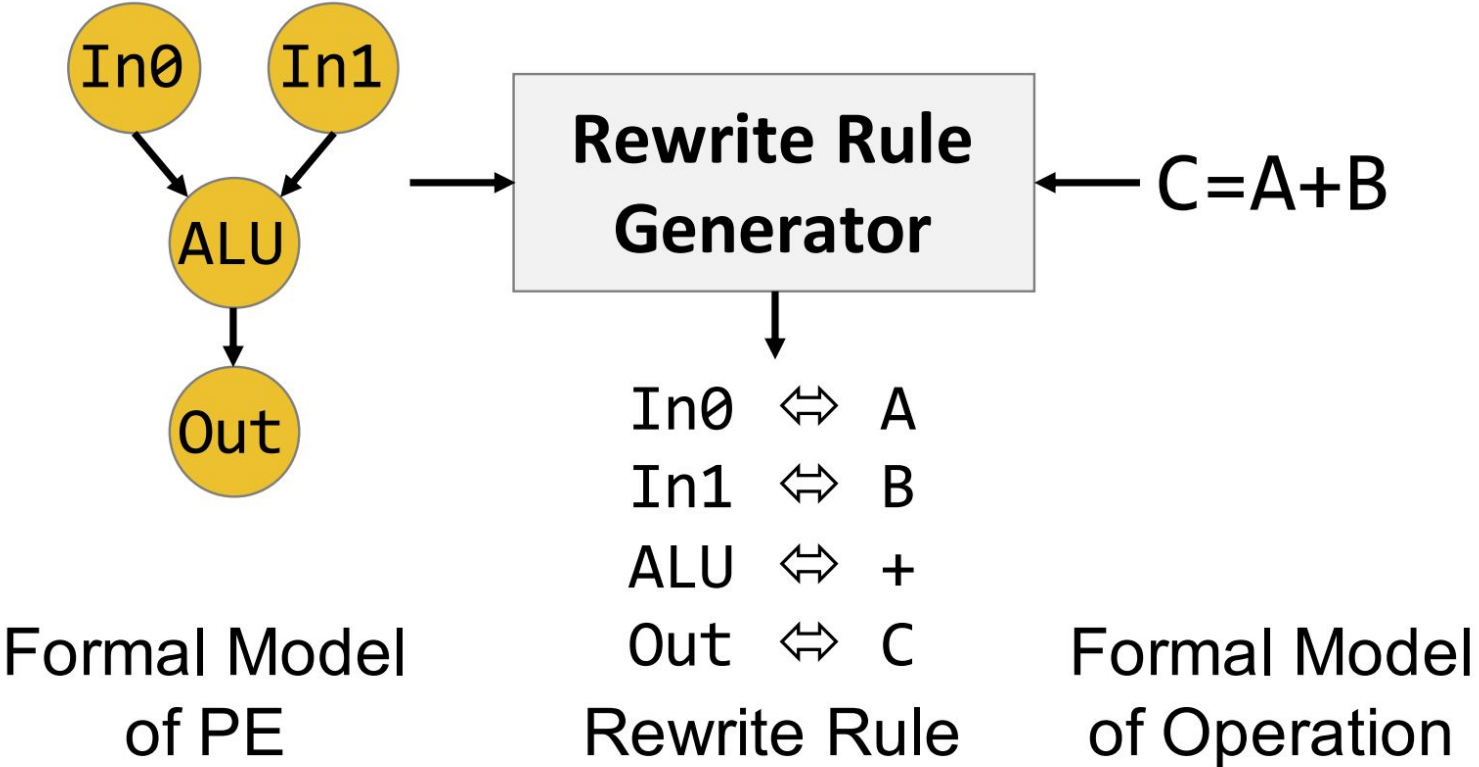 In0 In1
ALU
Out
Rewrite Rule
Generator
C=A+B
In0 ⇔ A
In1 ⇔ B
ALU ⇔ +
Out ⇔ C
Formal Model
of PE
Rewrite Rule
Formal Model
of Operation